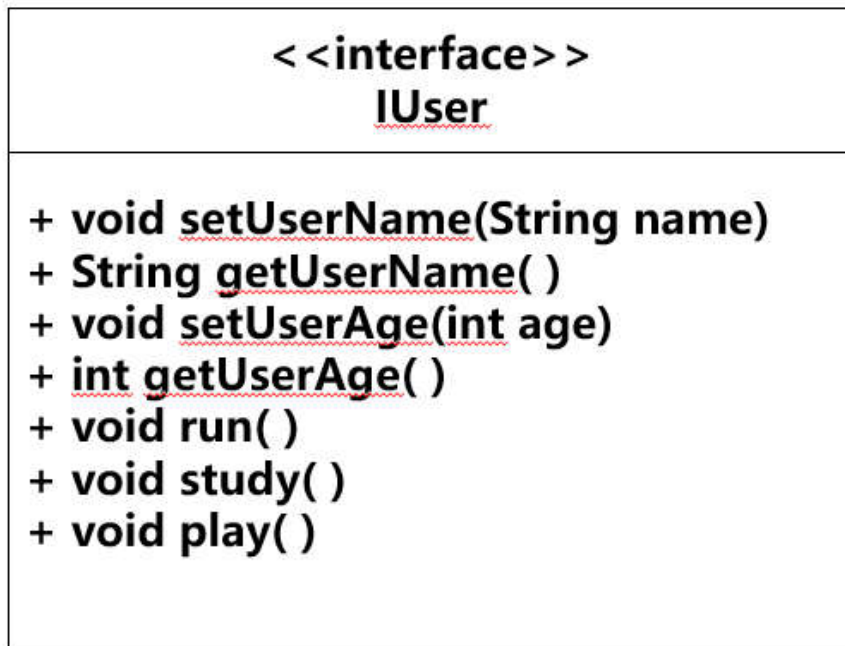 <<interface>>
IUser
+ void setUserName(String name)
+ String getUserName( )
+ void setUserAge(int age)
+ int getUserAge( )
+ void run( )
+ void study( )
+ void play( )